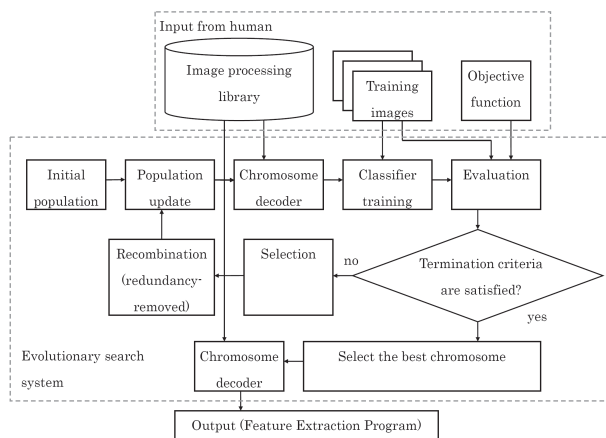 Input from human
Image processing
library
Training
images
Objective
function
Initial
population
Population
update
Chromosome
decoder
Classifier
training
Evaluation
Recombination
(redundancy-
removed)
Selection
no
Termination criteria
are satisfied?
yes
Evolutionary search
system
Chromosome
decoder
Select the best chromosome
Output (Feature Extraction Program)